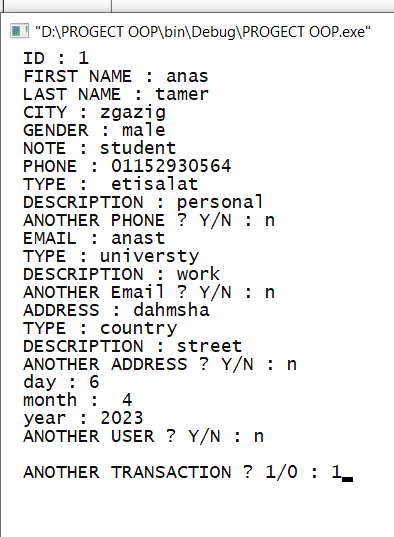 "D:\PROGECT OOP\bin\Debug\PROGECT OOP.exe"
ID : 1
FIRST NAME : anas
LAST NAME : tamer
CITY : zgazig
GENDER : male
NOTE : student
PHONE : 01152930564
TYPE :  etisalat
DESCRIPTION : personal
ANOTHER PHONE ? Y/N : n
EMAIL : anast
TYPE : universty
DESCRIPTION : work
ANOTHER Email ? Y/N : n
ADDRESS : dahmsha
TYPE : country
DESCRIPTION : street
ANOTHER ADDRESS ? Y/N : n
day : 6
month :  4
year : 2023
ANOTHER USER ? Y/N : n
ANOTHER TRANSACTION ? 1/0 : 1